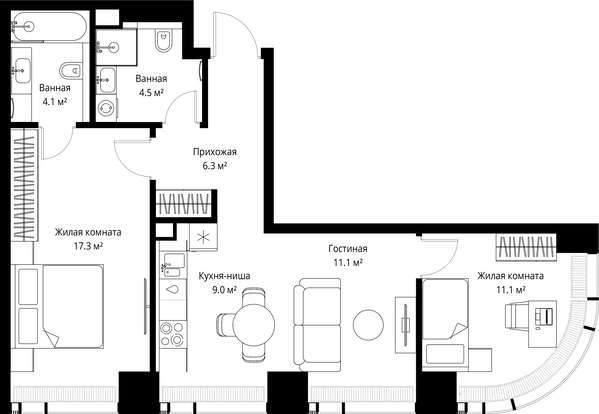 Ванная
4.1 м²
Ванная
4.5 м²
Прихожая
6.3 м²
Жилая комната
17.3 м²
Кухня-ниша
9.0 м²
Гостиная
11.1 м²
Жилая комната
11.1 м²